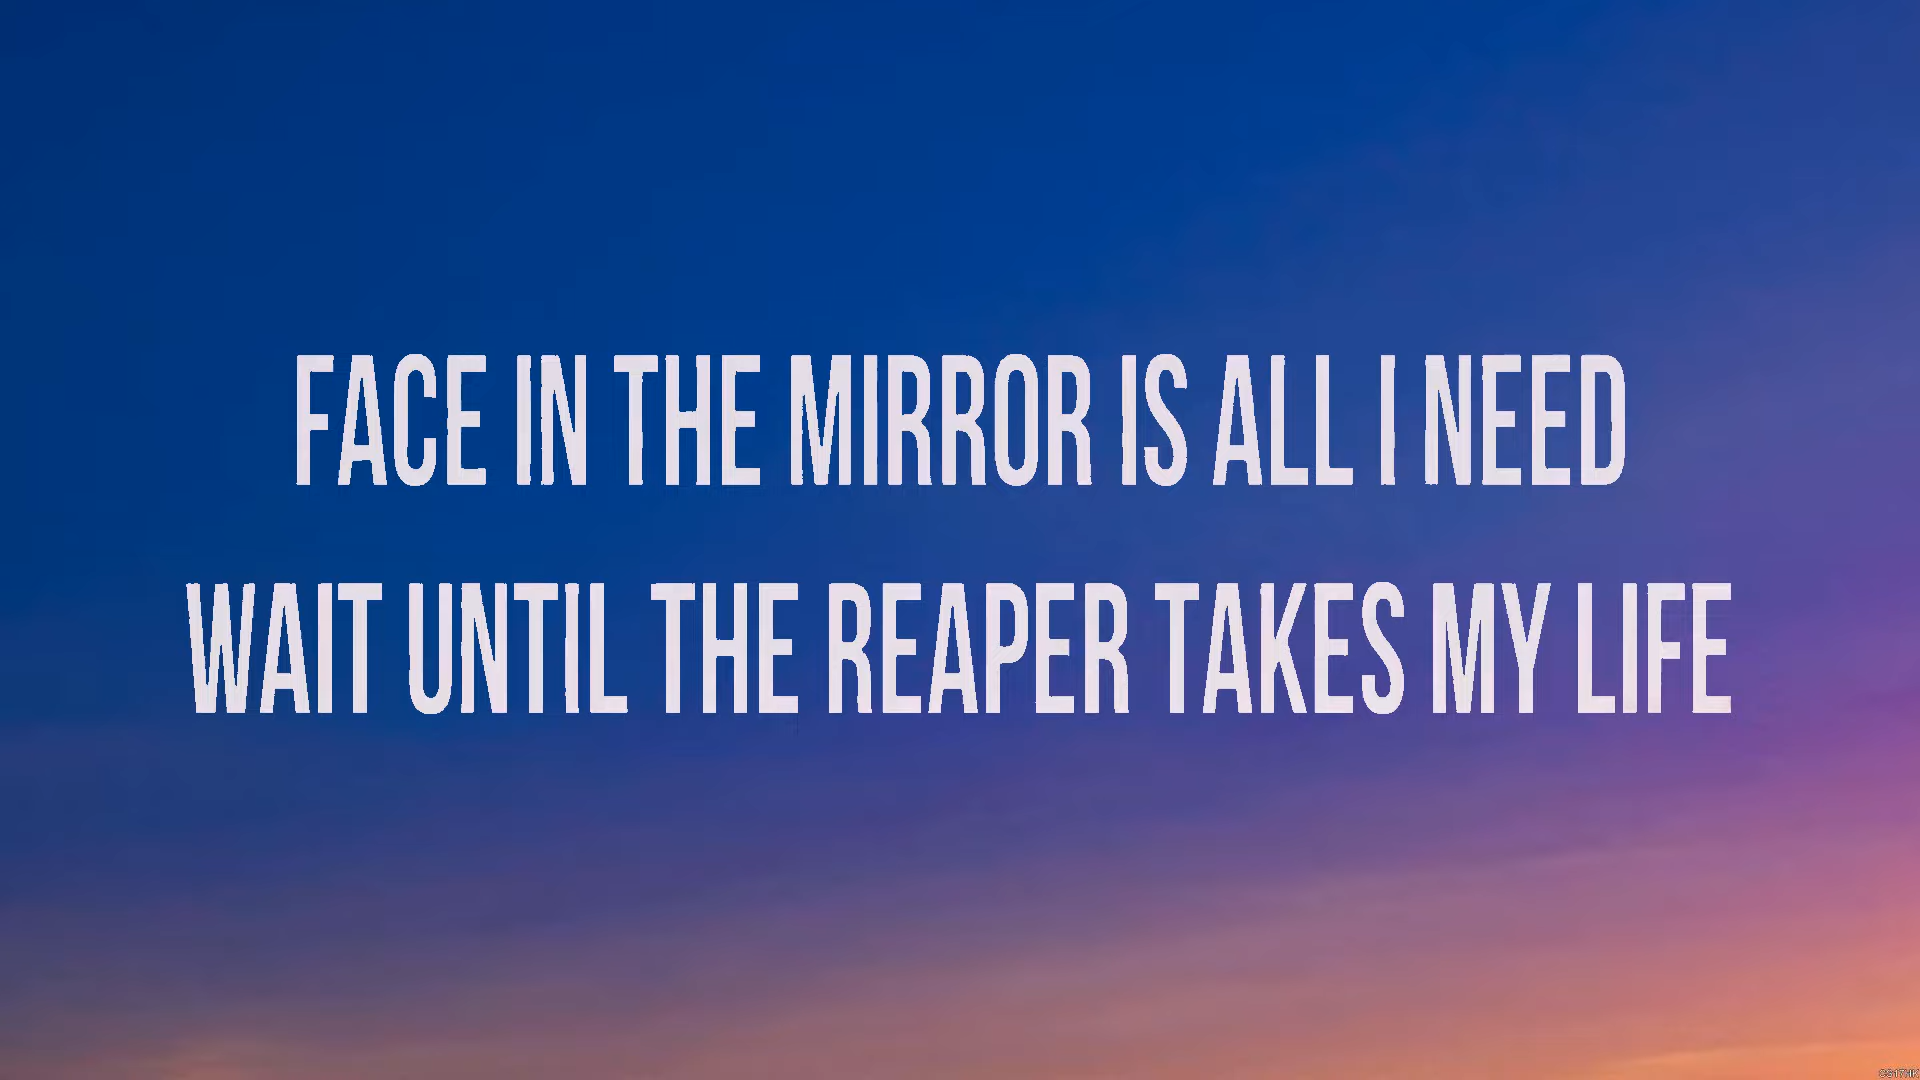 FACE IN THE MIRROR IS ALL I NEED
WAIT UNTIL THE REAPER TAKES MY LIFE